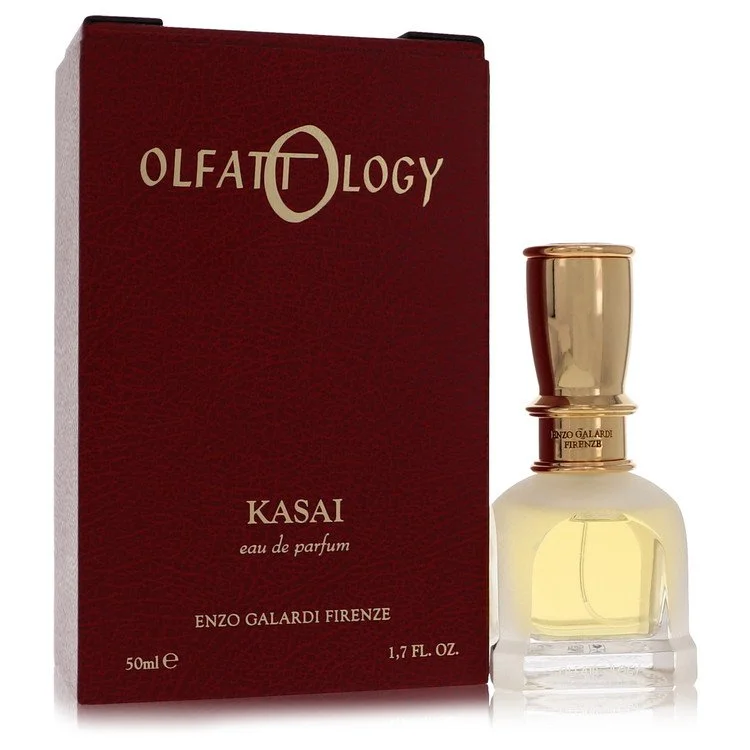 OLFATTOLOGY
KASAI
eau de parfum
ENZO GALARDI FIRENZE
50ml ℮
1,7 FL. OZ.
ENZO GALARDI
FIRENZE